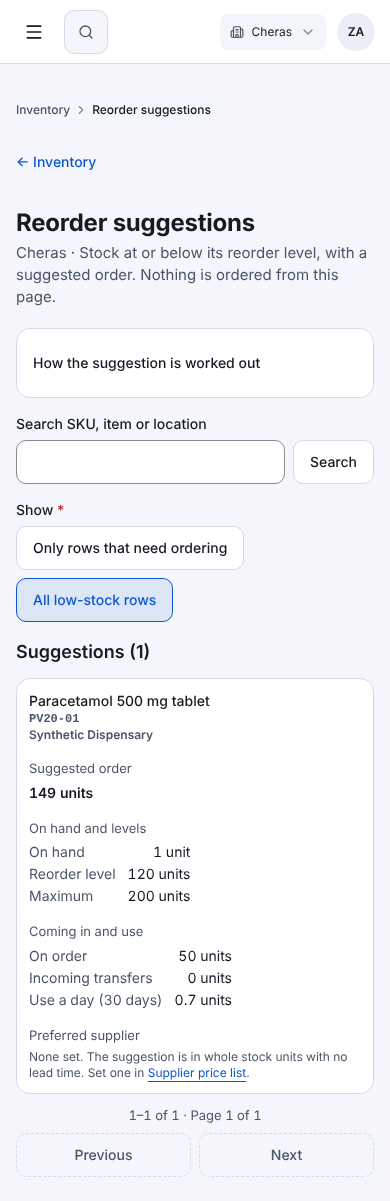 Cheras
ZA
Inventory > Reorder suggestions
← Inventory
Reorder suggestions
Cheras · Stock at or below its reorder level, with a
suggested order. Nothing is ordered from this
page.
How the suggestion is worked out
Search SKU, item or location
Search
Show *
Only rows that need ordering
All low-stock rows
Suggestions (1)
Paracetamol 500 mg tablet
PV20-01
Synthetic Dispensary
Suggested order
149 units
On hand and levels
On hand 1 unit
Reorder level 120 units
Maximum 200 units
Coming in and use
On order 50 units
Incoming transfers 0 units
Use a day (30 days) 0.7 units
Preferred supplier
None set. The suggestion is in whole stock units with no
lead time. Set one in Supplier price list.
1–1 of 1 · Page 1 of 1
Previous Next